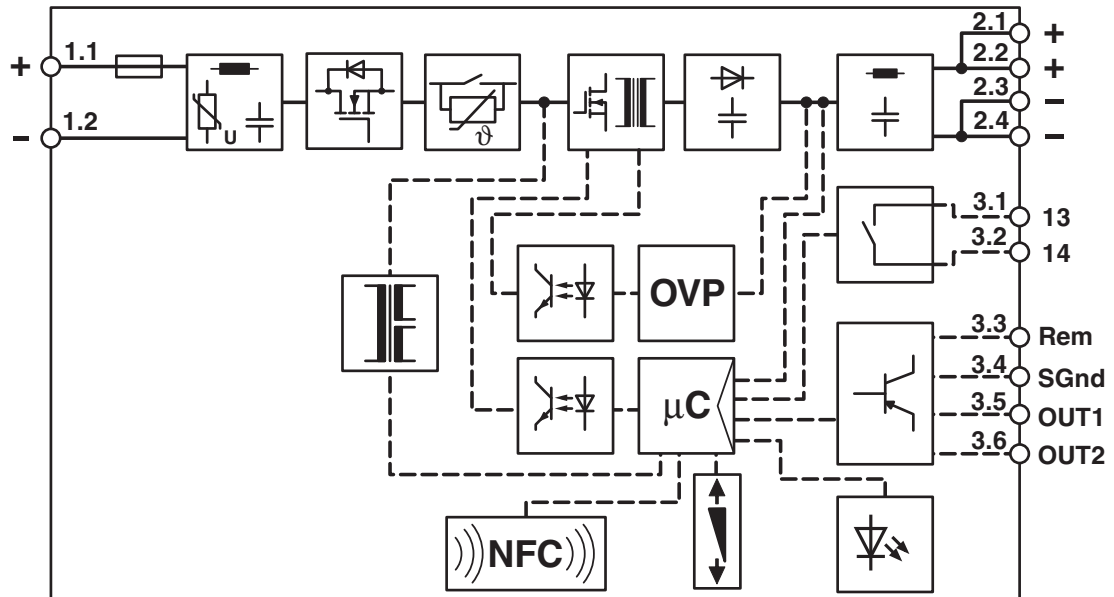 + 1.1
- 1.2
U
ϑ
2.1 +
2.2 +
2.3 −
2.4 −
3.1 13
3.2 14
OVP
3.3 Rem
3.4 SGnd
μC
3.5 OUT1
3.6 OUT2
NFC